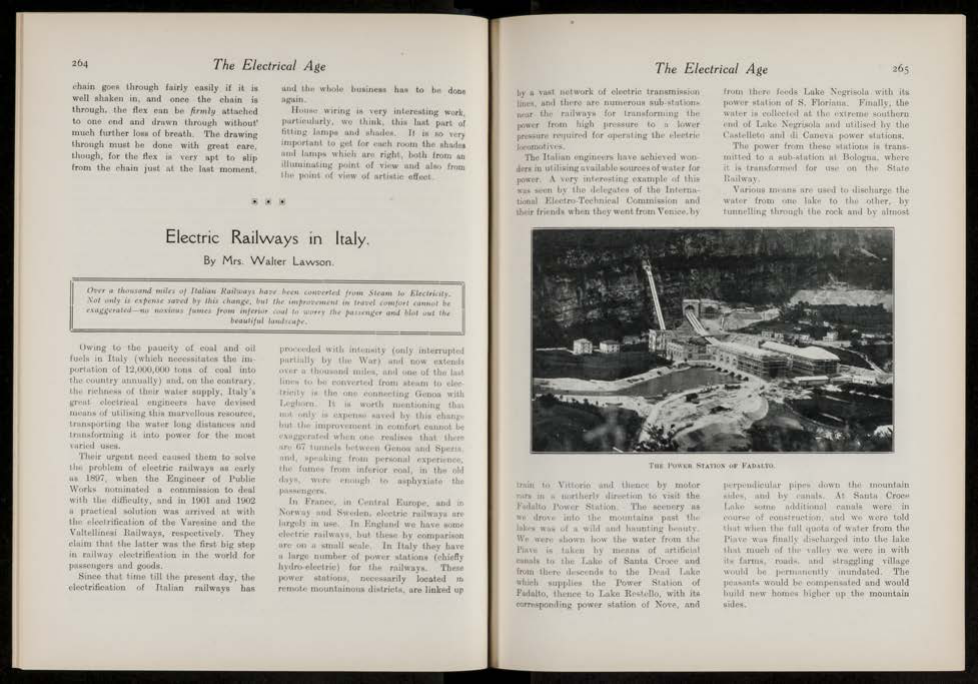 264
The Electrical Age
chain goes through fairly easily if it is
well shaken in, and once the chain is
through, the flex can be firmly attached
to one end and drawn through without
much further loss of breath. The drawing
through must be done with great care,
though, for the flex is very apt to slip
from the chain just at the last moment,
and the whole business has to be done
again.
House wiring is very interesting work,
particularly, we think, this last part of
fitting lamps and shades. It is so very
important to get for each room the shades
and lamps which are right, both from an
illuminating point of view and also from
the point of view of artistic effect.
Electric Railways in Italy.
By Mrs. Walter Lawson.
Over a thousand miles of Italian Railways have been converted from Steam to Electricity.
Not only is expense saved by this change, but the improvement in travel comfort cannot be
exaggerated—no noxious fumes from inferior coal to worry the passenger and blot out the
beautiful landscape.
Owing to the paucity of coal and oil
fuels in Italy (which necessitates the im-
portation of 12,000,000 tons of coal into
the country annually) and, on the contrary,
the richness of their water supply, Italy's
great electrical engineers have devised
means of utilising this marvellous resource,
transporting the water long distances and
transforming it into power for the most
varied uses.
Their urgent need caused them to solve
the problem of electric railways as early
as 1897, when the Engineer of Public
Works nominated a commission to deal
with the difficulty, and in 1901 and 1902
a practical solution was arrived at with
the electrification of the Varesine and the
Valtellineai Railways, respectively. They
claim that the latter was the first big step
in railway electrification in the world for
passengers and goods.
Since that time till the present day, the
electrification of Italian railways has
proceeded with intensity (only interrupted
partially by the War) and now extends
over a thousand miles, and one of the last
lines to be converted from steam to elec-
tricity is the one connecting Genoa with
Leghorn. It is worth mentioning that
not only is expense saved by this change
but the improvement in comfort cannot be
exaggerated when one realises that there
are 67 tunnels between Genoa and Spezia,
and, speaking from personal experience,
the fumes from inferior coal, in the old
days, were enough to asphyxiate the
passengers.
In France, in Central Europe, and in
Norway and Sweden, electric railways are
largely in use. In England we have some
electric railways, but these by comparison
are on a small scale. In Italy they have
a large number of power stations (chiefly
hydro-electric) for the railways. These
power stations, necessarily located in
remote mountainous districts, are linked up
The Electrical Age
265
by a vast network of electric transmission
lines, and there are numerous sub-stations
near the railways for transforming the
power from high pressure to a lower
pressure required for operating the electric
locomotives.
The Italian engineers have achieved won-
ders in utilising available sources of water for
power. A very interesting example of this
was seen by the delegates of the Interna-
tional Electro-Technical Commission and
their friends when they went from Venice, by
from there feeds Lake Negrisola with its
power station of S. Floriana. Finally, the
water is collected at the extreme southern
end of Lake Negrisola and utilised by the
Castelleto and di Caneva power stations.
The power from these stations is trans-
mitted to a sub-station at Bologna, where
it is transformed for use on the State
Railway.
Various means are used to discharge the
water from one lake to the other, by
tunnelling through the rock and by almost
The Power Station of Fadalto.
train to Vittorio and thence by motor
cars in a northerly direction to visit the
Fadalto Power Station. The scenery as
we drove into the mountains past the
lakes was of a wild and haunting beauty.
We were shown how the water from the
Piave is taken by means of artificial
canals to the Lake of Santa Croce and
from there descends to the Dead Lake
which supplies the Power Station of
Fadalto, thence to Lake Restello, with its
corresponding power station of Nove, and
perpendicular pipes down the mountain
sides, and by canals. At Santa Croce
Lake some additional canals were in
course of construction, and we were told
that when the full quota of water from the
Piave was finally discharged into the lake
that much of the valley we were in with
its farms, roads, and straggling village
would be permanently inundated. The
peasants would be compensated and would
build new homes higher up the mountain
sides.